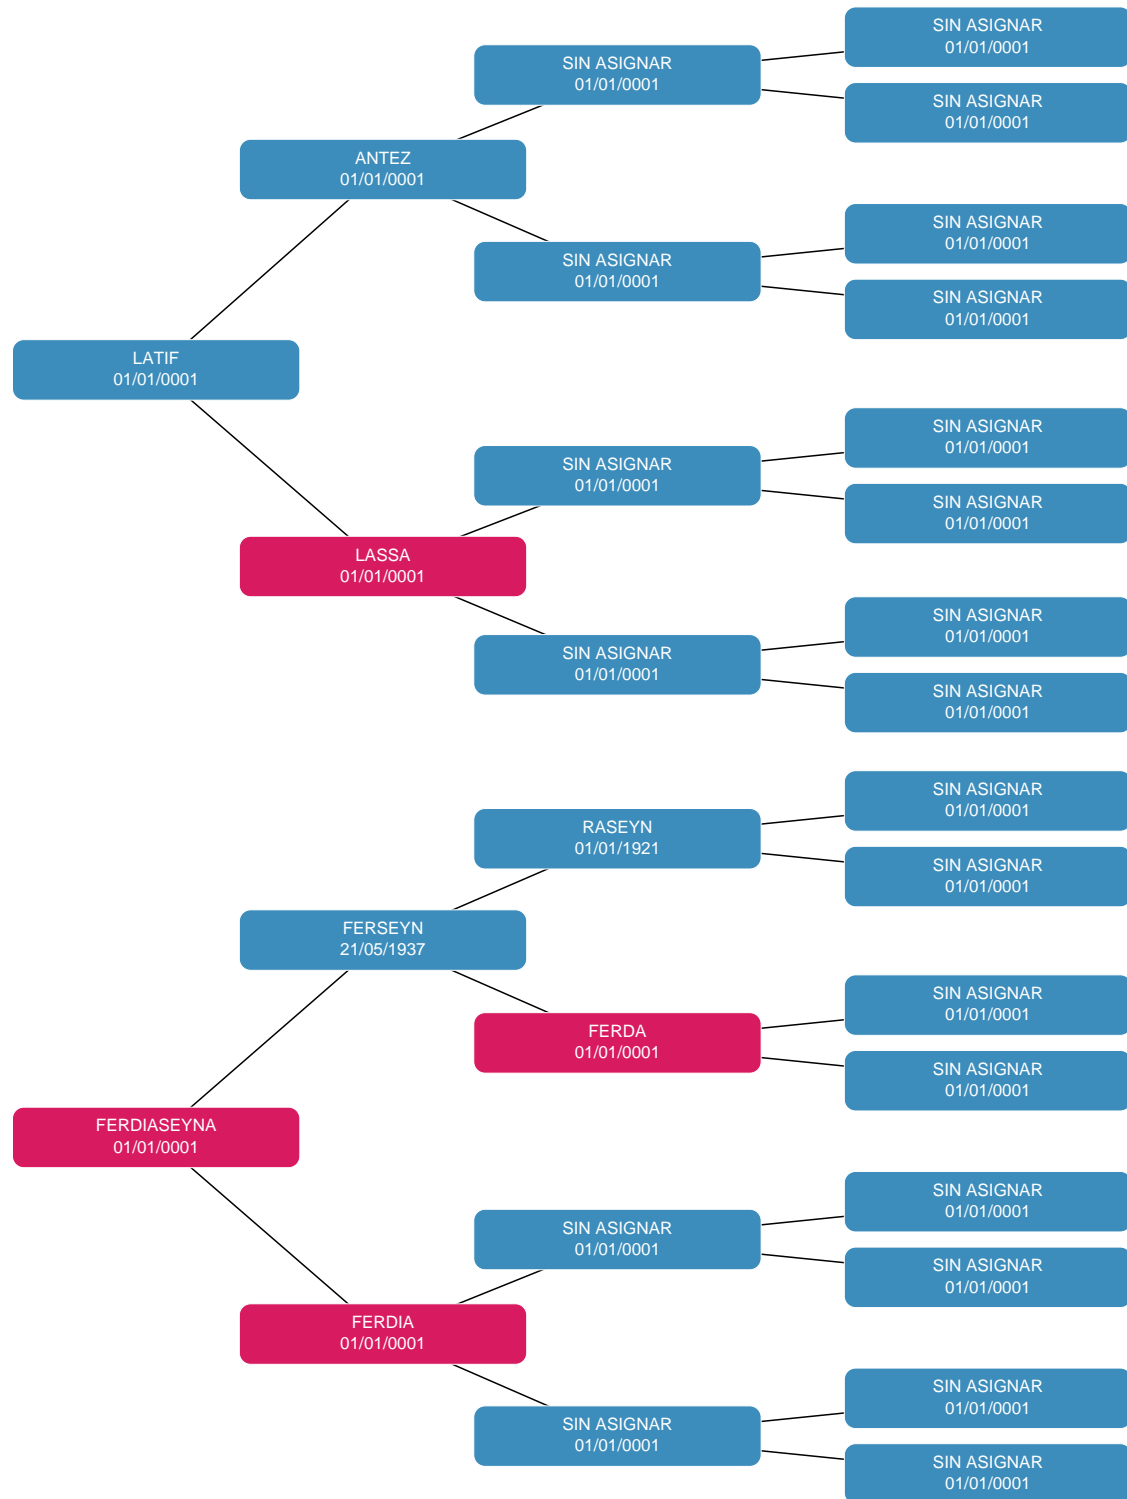 SIN ASIGNAR
01/01/0001
SIN ASIGNAR
01/01/0001
SIN ASIGNAR
01/01/0001
ANTEZ
01/01/0001
SIN ASIGNAR
01/01/0001
SIN ASIGNAR
01/01/0001
SIN ASIGNAR
01/01/0001
LATIF
01/01/0001
SIN ASIGNAR
01/01/0001
SIN ASIGNAR
01/01/0001
SIN ASIGNAR
01/01/0001
LASSA
01/01/0001
SIN ASIGNAR
01/01/0001
SIN ASIGNAR
01/01/0001
SIN ASIGNAR
01/01/0001
SIN ASIGNAR
01/01/0001
RASEYN
01/01/1921
SIN ASIGNAR
01/01/0001
FERSEYN
21/05/1937
SIN ASIGNAR
01/01/0001
FERDA
01/01/0001
SIN ASIGNAR
01/01/0001
FERDIASEYNA
01/01/0001
SIN ASIGNAR
01/01/0001
SIN ASIGNAR
01/01/0001
SIN ASIGNAR
01/01/0001
FERDIA
01/01/0001
SIN ASIGNAR
01/01/0001
SIN ASIGNAR
01/01/0001
SIN ASIGNAR
01/01/0001